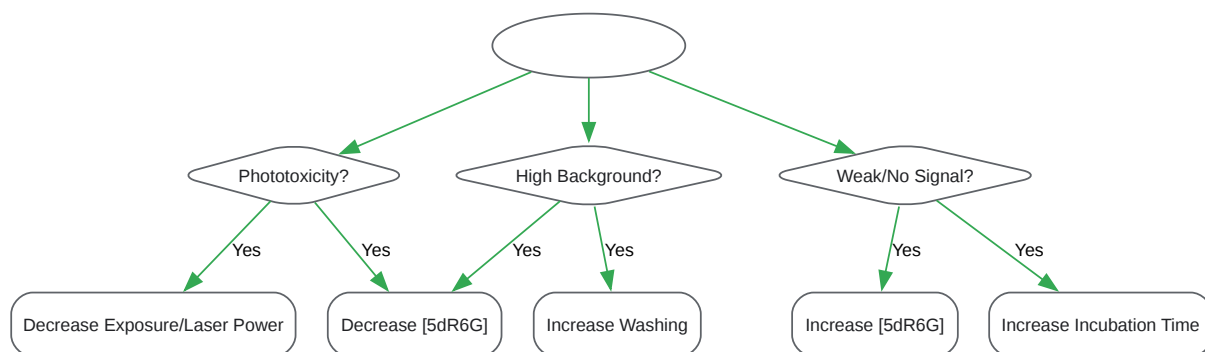 Phototoxicity?
High Background?
Weak/No Signal?
Yes
Yes
Yes
Yes
Yes
Yes
Decrease Exposure/Laser Power
Decrease [5dR6G]
Increase Washing
Increase [5dR6G]
Increase Incubation Time